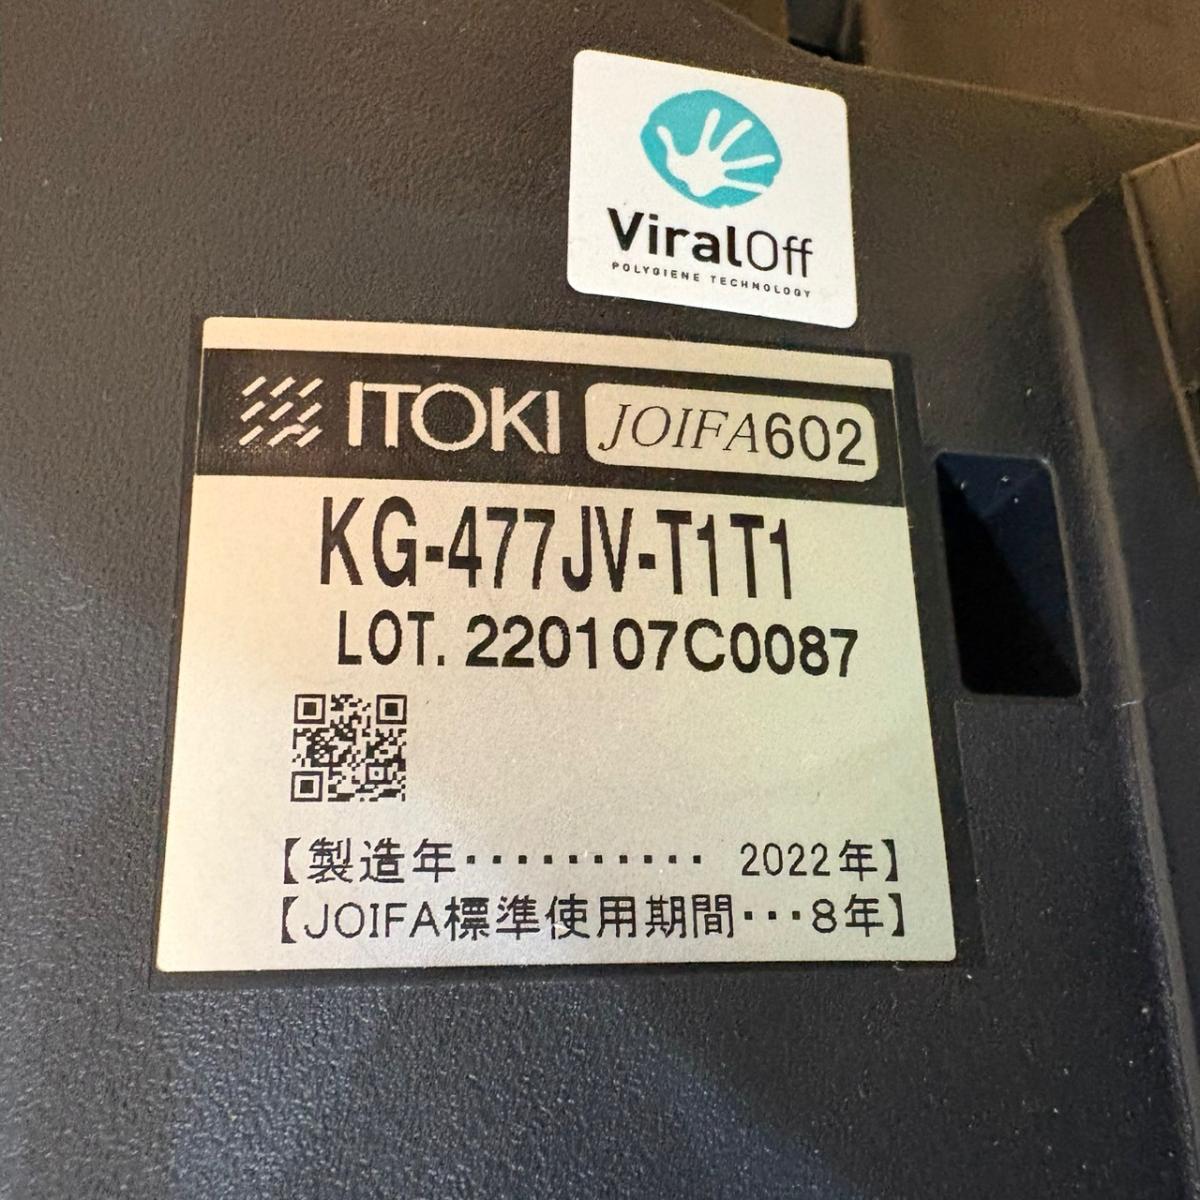 ViralOff
POLYGIENE TECHNOLOGY
ITOKI JOIFA602
KG-477JV-T1T1
LOT. 220107C0087
【製造年・・・・・・・・・・ 2022年】
【JOIFA標準使用期間・・・8年】